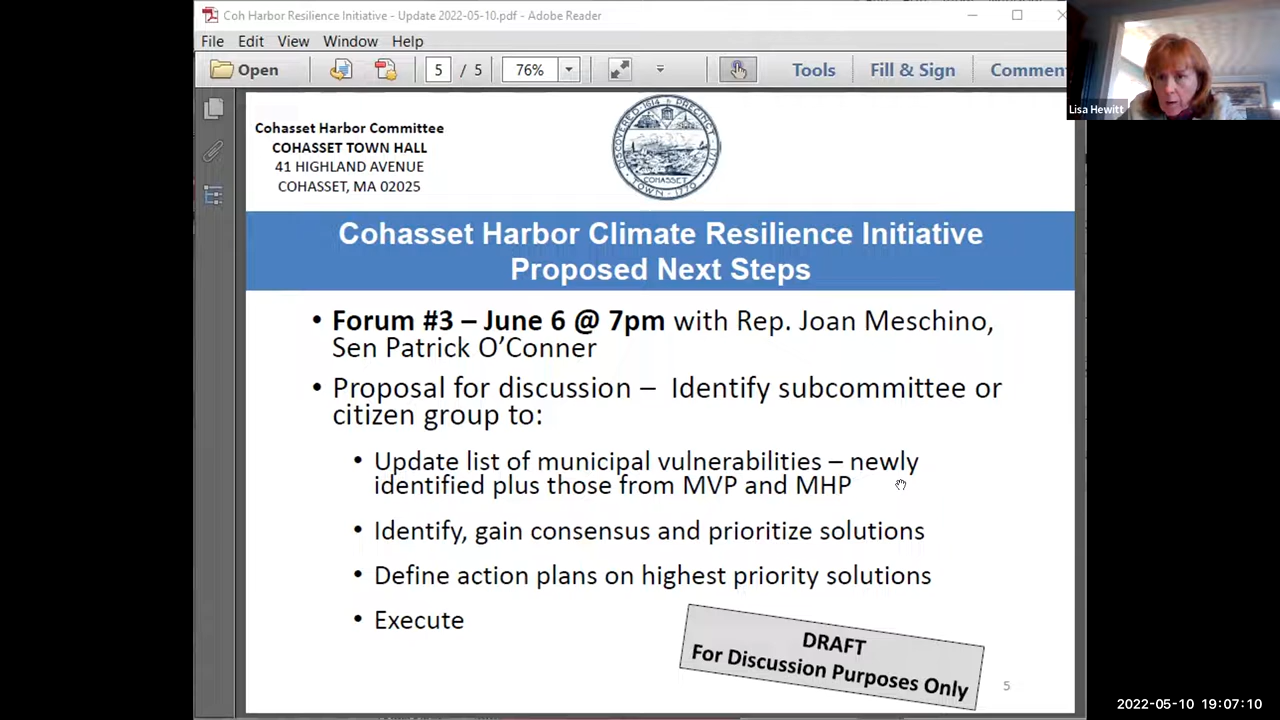 Coh Harbor Resilience Initiative - Update 2022-05-10.pdf - Adobe Reader
File Edit View Window Help
Open
5 / 5
76%
Tools
Fill & Sign
Commen
Lisa Hewitt
Cohasset Harbor Committee
COHASSET TOWN HALL
41 HIGHLAND AVENUE
COHASSET, MA 02025
COHASSET
Cohasset Harbor Climate Resilience Initiative
Proposed Next Steps
• Forum #3 – June 6 @ 7pm with Rep. Joan Meschino,
Sen Patrick O’Conner
• Proposal for discussion – Identify subcommittee or
citizen group to:
• Update list of municipal vulnerabilities – newly
identified plus those from MVP and MHP
• Identify, gain consensus and prioritize solutions
• Define action plans on highest priority solutions
• Execute
DRAFT
For Discussion Purposes Only
5
2022-05-10 19:07:10